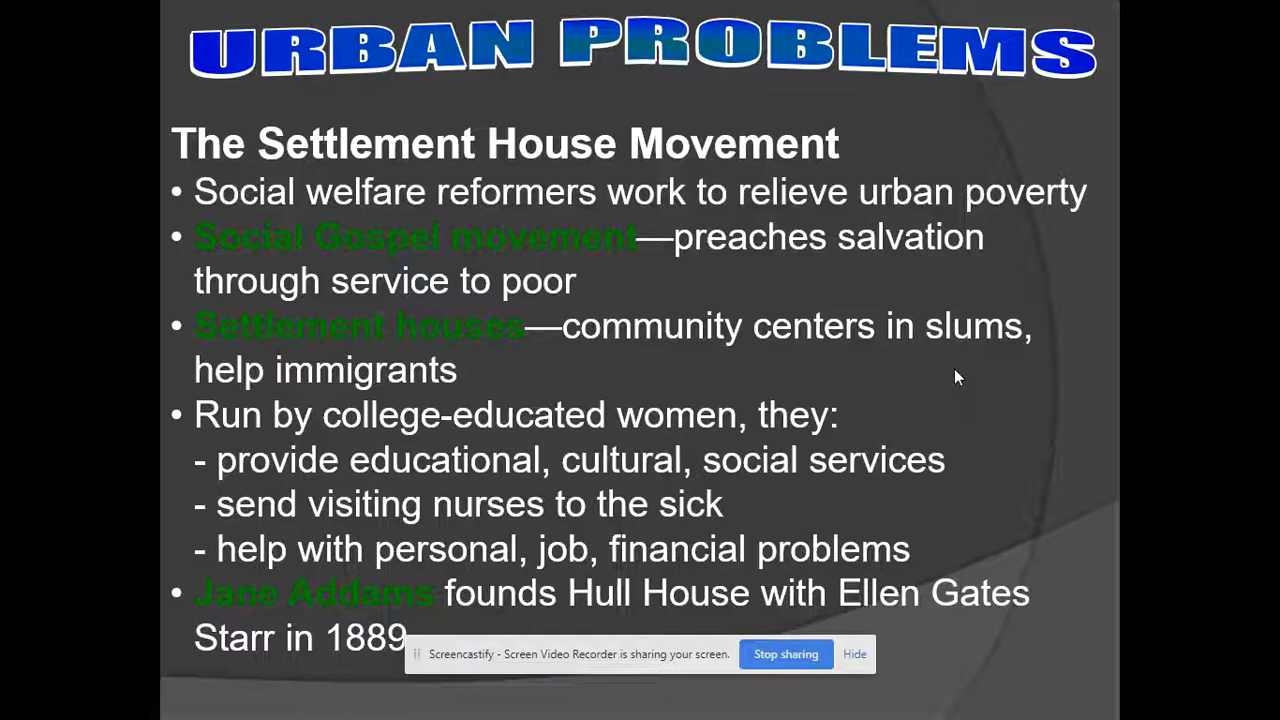 URBAN PROBLEMS
The Settlement House Movement
• Social welfare reformers work to relieve urban poverty
• Social Gospel movement—preaches salvation
through service to poor
• Settlement houses—community centers in slums,
help immigrants
• Run by college-educated women, they:
- provide educational, cultural, social services
- send visiting nurses to the sick
- help with personal, job, financial problems
• Jane Addams founds Hull House with Ellen Gates
Starr in 1889
Screencastify - Screen Video Recorder is sharing your screen. Stop sharing Hide